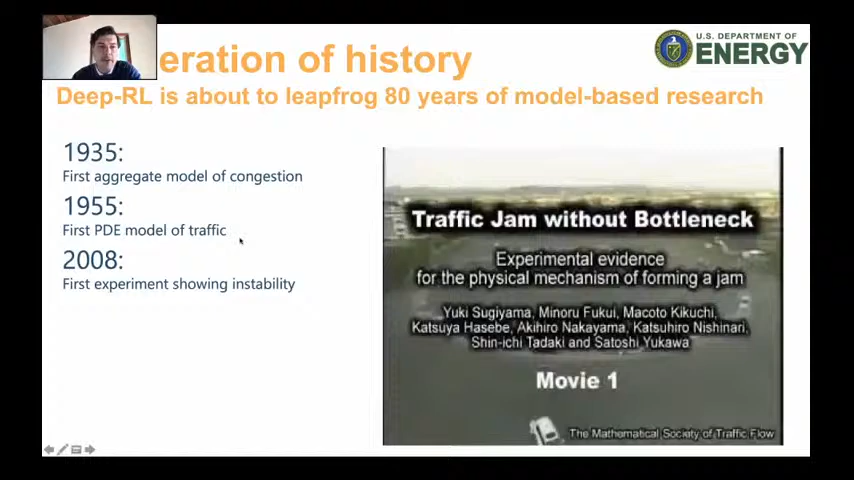 eration of history
U.S. DEPARTMENT OF
ENERGY
Deep-RL is about to leapfrog 80 years of model-based research
1935:
First aggregate model of congestion
1955:
First PDE model of traffic
2008:
First experiment showing instability
Traffic Jam without Bottleneck
Experimental evidence
for the physical mechanism of forming a jam
Yuki Sugiyama, Minoru Fukui, Macoto Kikuchi,
Katsuya Hasebe, Akihiro Nakayama, Katsuhiro Nishinari,
Shin-ichi Tadaki and Satoshi Yukawa
Movie 1
The Mathematical Society of Traffic Flow